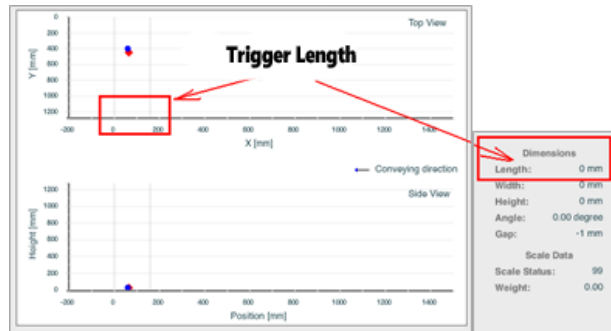 Top View
Trigger Length
Y [mm]
0
200
400
600
800
1000
1200
-200 0 200 400 600 800 1000 1200 1400
X [mm]
Conveying direction
Side View
Height [mm]
1200
1000
800
600
400
200
0
-200 0 200 400 600 800 1000 1200 1400
Position [mm]
Dimensions
Length: 0 mm
Width: 0 mm
Height: 0 mm
Angle: 0.00 degree
Gap: -1 mm
Scale Data
Scale Status: 99
Weight: 0.00